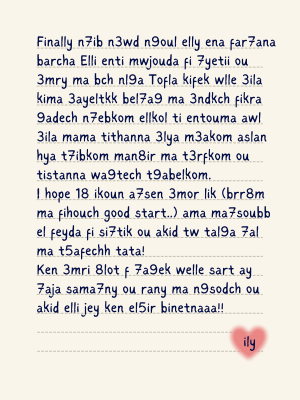 Finally n7ib n3wd n9oul elly ena far7ana
barcha Elli enti mwjouda fi 7yetii ou
3mry ma bch nl9a Tofla kifek wlle 3ila
kima 3ayeltkk bel7a9 ma 3ndkch fikra
9adech n7ebkom ellkol ti entouma awl
3ila mama tithanna 3lya m3akom aslan
hya t7ibkom man8ir ma t3rfkom ou
tistanna wa9tech t9abelkom.
I hope 18 ikoun a7sen 3mor lik (brr8m
ma fihouch good start..) ama ma7soubb
el feyda fi si7tik ou akid tw tal9a 7al
ma t5afechh tata!
Ken 3mri 8lot f 7a9ek welle sart ay
7aja sama7ny ou rany ma n9sodch ou
akid elli jey ken el5ir binetnaaa!!
ily